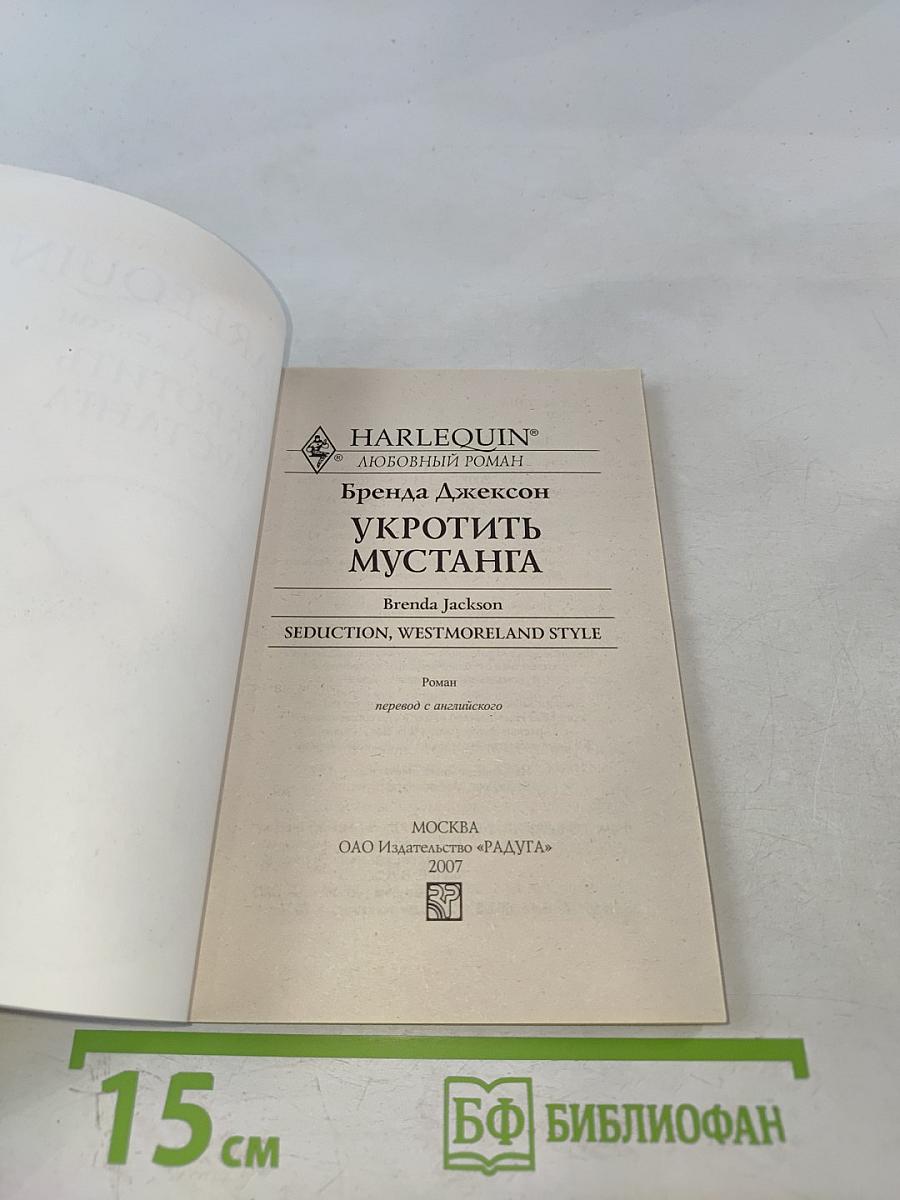 HARLEQUIN®
®
ЛЮБОВНЫЙ РОМАН
Бренда Джексон
УКРОТИТЬ
МУСТАНГА
Brenda Jackson
SEDUCTION, WESTMORELAND STYLE
Роман
перевод с английского
МОСКВА
ОАО Издательство «РАДУГА»
2007
15 см
БФ БИБЛИОФАН